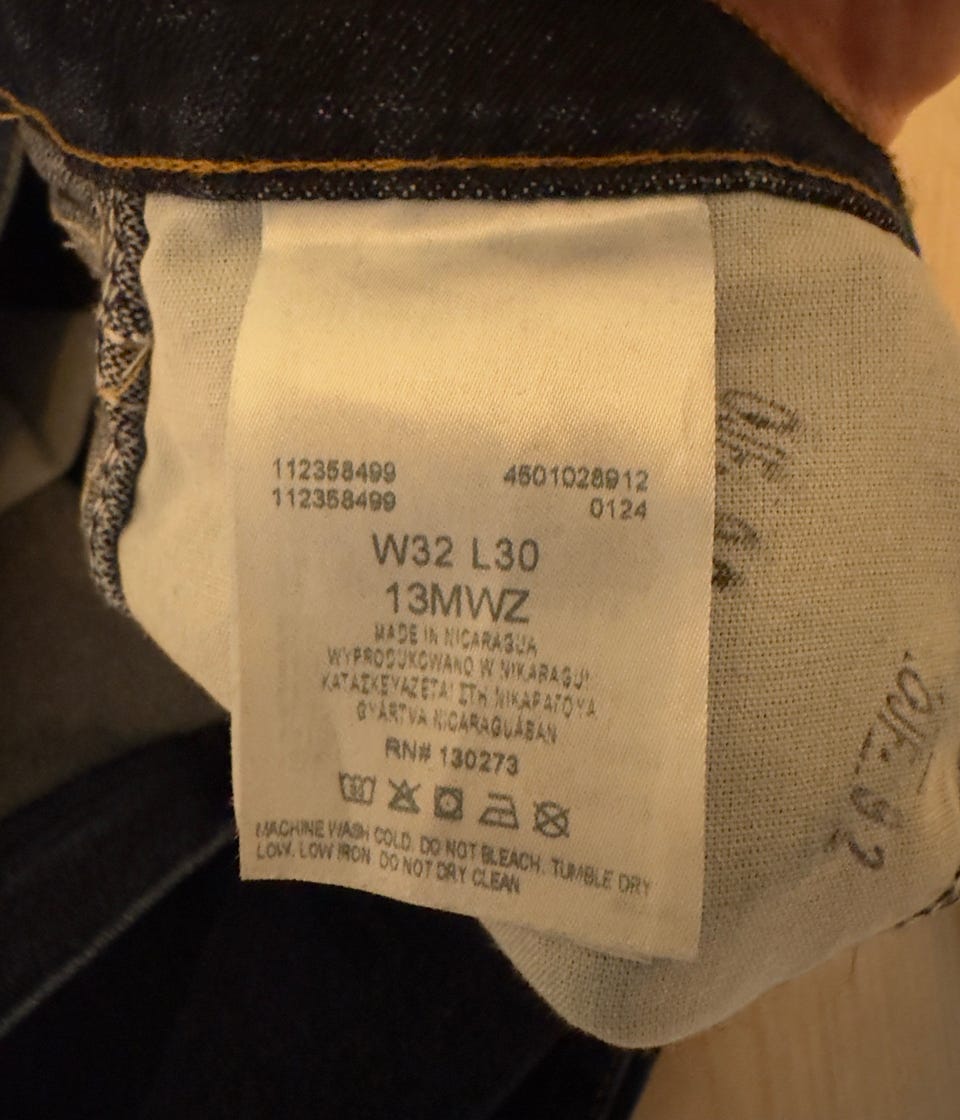 112358499 4501028912
112358499 0124
W32 L30
13MWZ
MADE IN NICARAGUA
WYPRODUKOWANO W NIKARAGUI
ΚΑΤΑΣΚΕΥΑΖΕΤΑΙ ΣΤΗ ΝΙΚΑΡΑΓΟΥΑ
GYÁRTVA NICARAGUÁBAN
RN# 130273
MACHINE WASH COLD. DO NOT BLEACH. TUMBLE DRY
LOW. LOW IRON. DO NOT DRY CLEAN